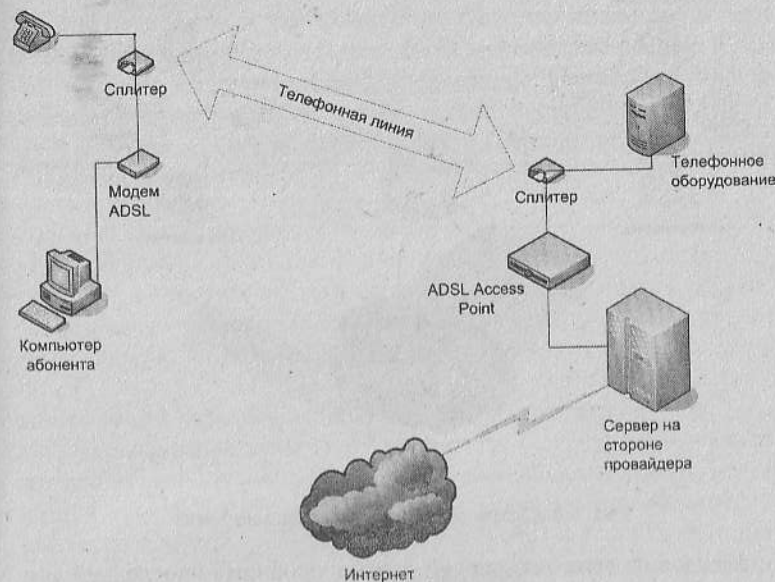 Сплитер
Телефонная линия
Модем
ADSL
Компьютер
абонента
Сплитер
Телефонное
оборудование
ADSL Access
Point
Сервер на
стороне
провайдера
Интернет